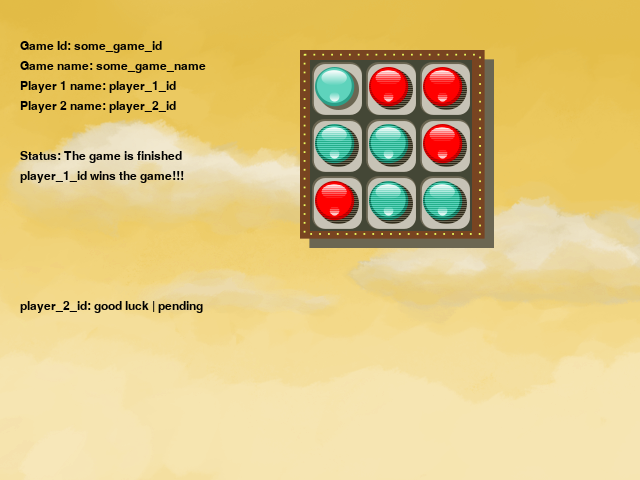 Game Id: some_game_id
Game name: some_game_name
Player 1 name: player_1_id
Player 2 name: player_2_id
Status: The game is finished
player_1_id wins the game!!!
player_2_id: good luck | pending